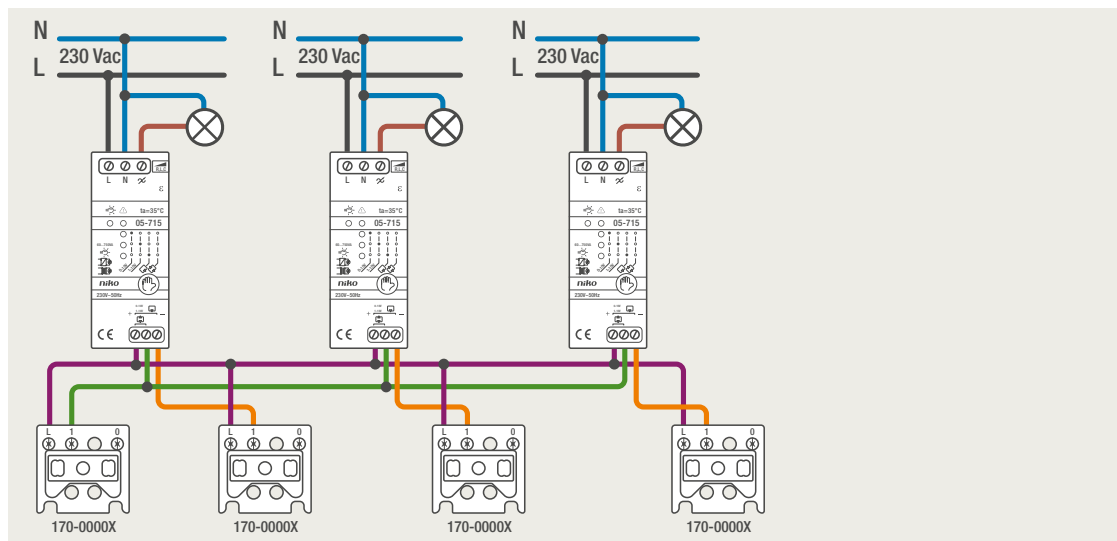 N N N
230 Vac 230 Vac 230 Vac
L L L
L N L N L N
ε ε ε
ta=35°C ta=35°C ta=35°C
05-715 05-715 05-715
niko niko niko
230V~50Hz 230V~50Hz 230V~50Hz
+ − + − + −
CE CE CE
L 1 0 L 1 0 L 1 0 L 1 0
170-0000X 170-0000X 170-0000X 170-0000X